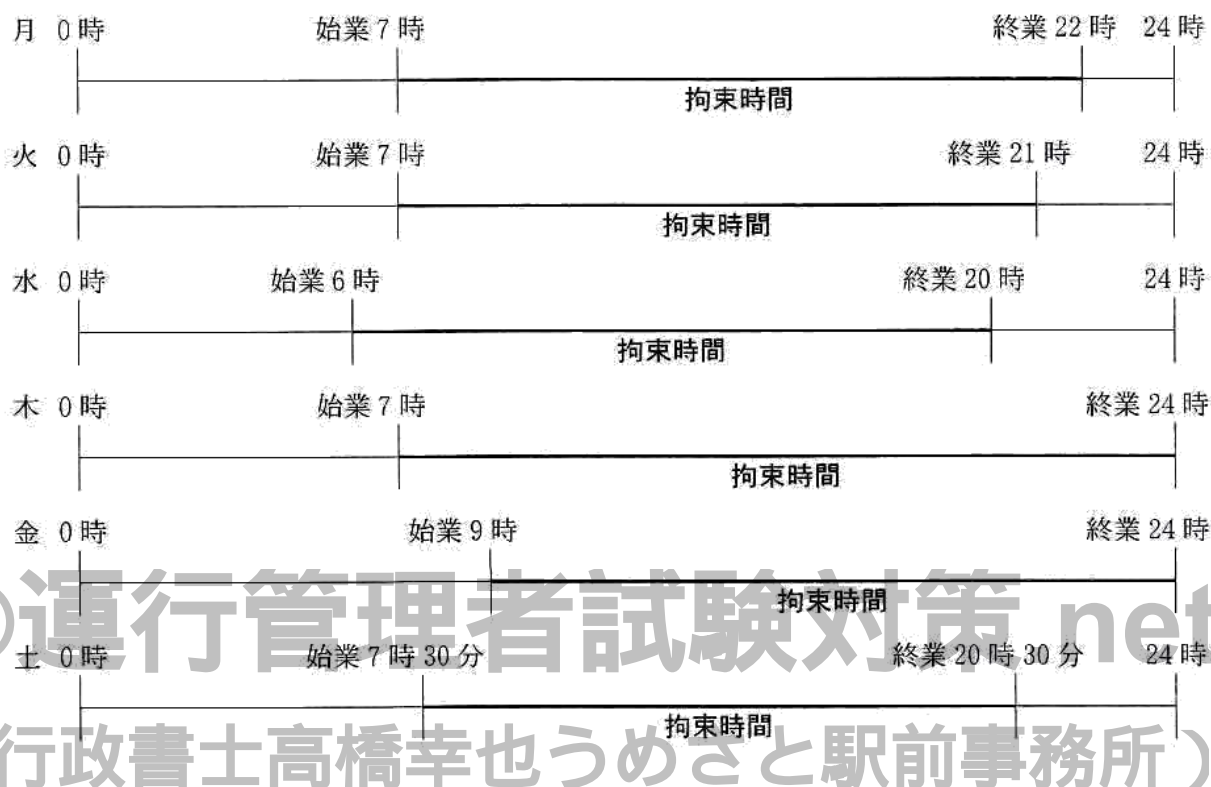 月 0時 始業7時 終業22時 24時
拘束時間
火 0時 始業7時 終業21時 24時
拘束時間
水 0時 始業6時 終業20時 24時
拘束時間
木 0時 始業7時 終業24時
拘束時間
金 0時 始業9時 終業24時
拘束時間
©運行管理者試験対策 net
土 0時 始業7時30分 終業20時30分 24時
拘束時間
行政書士高橋幸也うめさと駅前事務所)